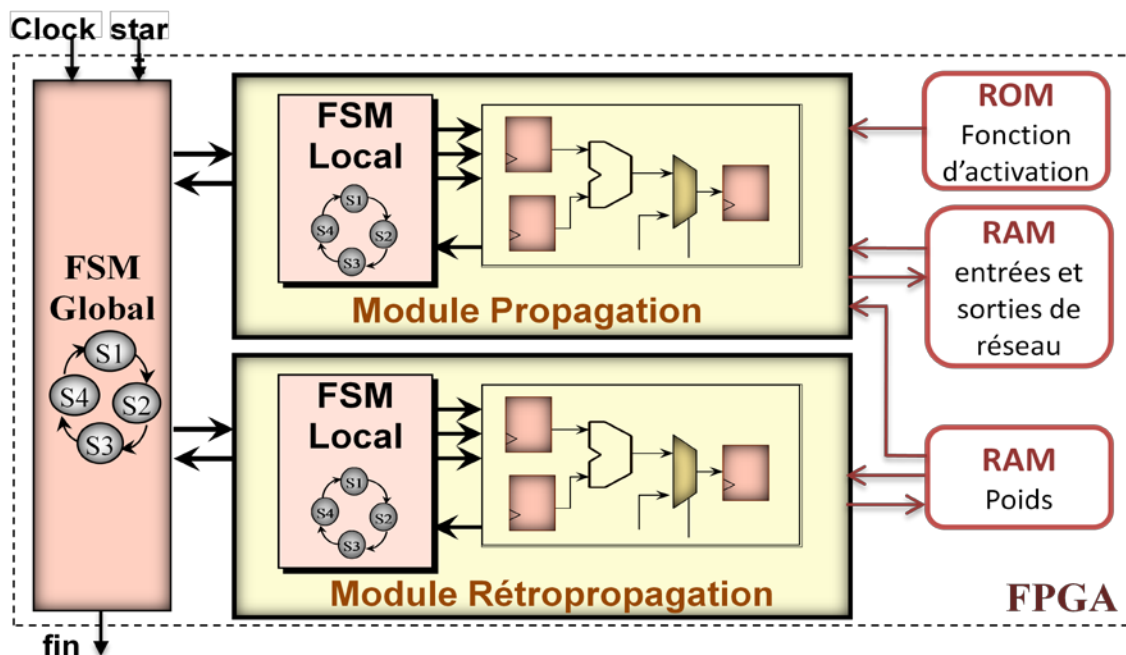 Clock
star
FSM
Global
S1
S2
S3
S4
fin
FSM
Local
S1
S2
S3
S4
Module Propagation
FSM
Local
S1
S2
S3
S4
Module Rétropropagation
ROM
Fonction
d’activation
RAM
entrées et
sorties de
réseau
RAM
Poids
FPGA